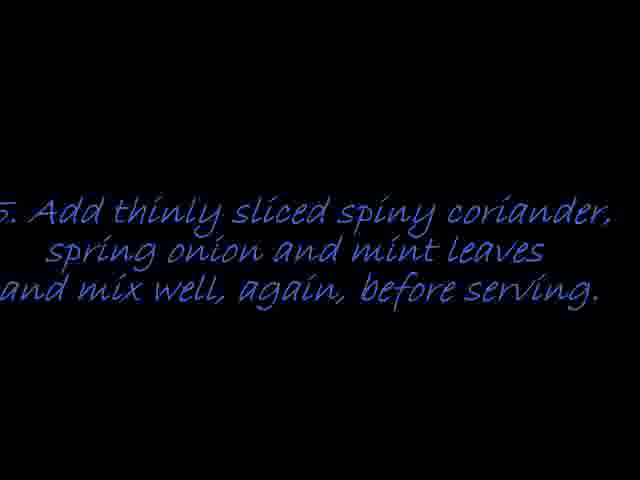 5. Add thinly sliced spiny coriander,
spring onion and mint leaves
and mix well, again, before serving.